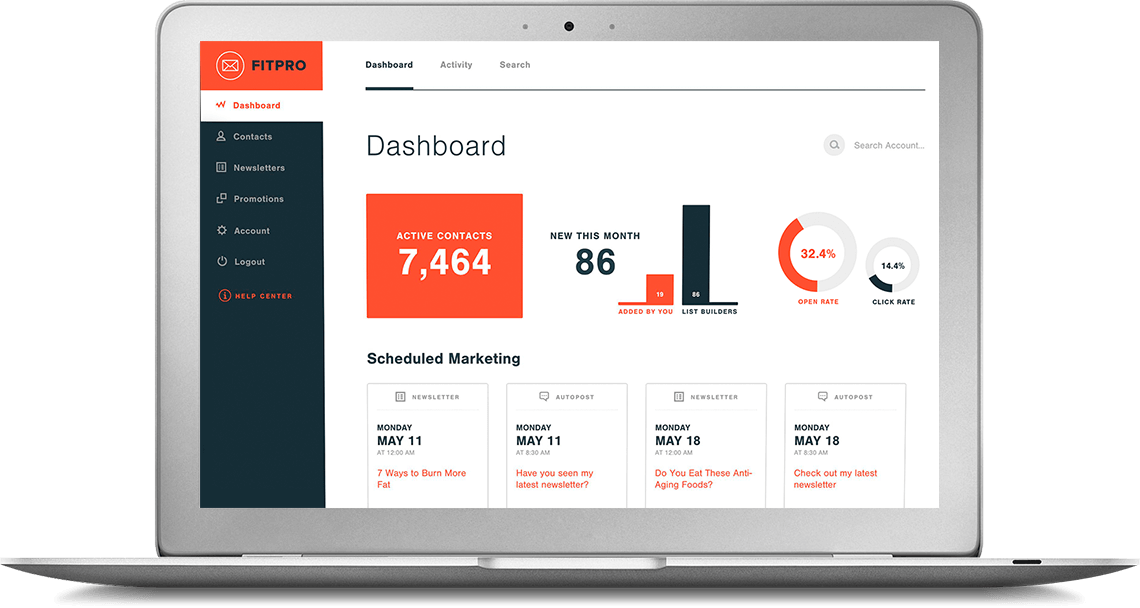 FITPRO
Dashboard
Contacts
Newsletters
Promotions
Account
Logout
HELP CENTER
Dashboard Activity Search
Dashboard
Search Account...
ACTIVE CONTACTS
7,464
NEW THIS MONTH
86
19
ADDED BY YOU
86
LIST BUILDERS
32.4%
OPEN RATE
14.4%
CLICK RATE
Scheduled Marketing
NEWSLETTER
MONDAY
MAY 11
AT 12:00 AM
7 Ways to Burn More
Fat
AUTOPOST
MONDAY
MAY 11
AT 8:30 AM
Have you seen my
latest newsletter?
NEWSLETTER
MONDAY
MAY 18
AT 12:00 AM
Do You Eat These Anti-
Aging Foods?
AUTOPOST
MONDAY
MAY 18
AT 8:30 AM
Check out my latest
newsletter